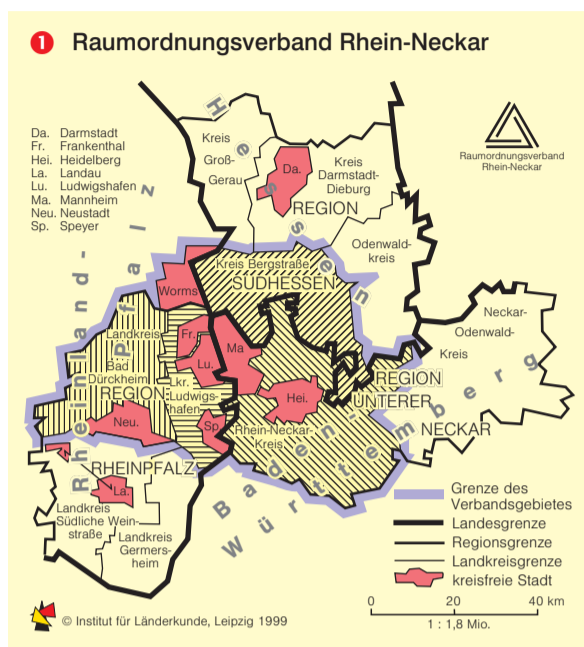 1 Raumordnungsverband Rhein-Neckar
Da. Darmstadt
Fr. Frankenthal
Hei. Heidelberg
La. Landau
Lu. Ludwigshafen
Ma. Mannheim
Neu. Neustadt
Sp. Speyer
Raumordnungsverband
Rhein-Neckar
Hessen
Kreis
Groß-
Gerau
Da.
Kreis
Darmstadt-
Dieburg
REGION
Odenwald-
kreis
Kreis Bergstraße
SÜDHESSEN
Worms
Rheinland-
Pfalz
Landkreis
Bad
Dürckheim
REGION
Fr.
Lu.
Ma
Lkr.
Ludwigs-
hafen
Hei.
Neu.
Sp.
Rhein-Neckar-
Kreis
Neckar-
Odenwald-
Kreis
REGION
UNTERER
NECKAR
RHEINPFALZ
La.
Landkreis
Südliche Wein-
straße
Landkreis
Germers-
heim
Baden-
Württemberg
Grenze des
Verbandsgebietes
Landesgrenze
Regionsgrenze
Landkreisgrenze
kreisfreie Stadt
0 20 40 km
1 : 1,8 Mio.
© Institut für Länderkunde, Leipzig 1999